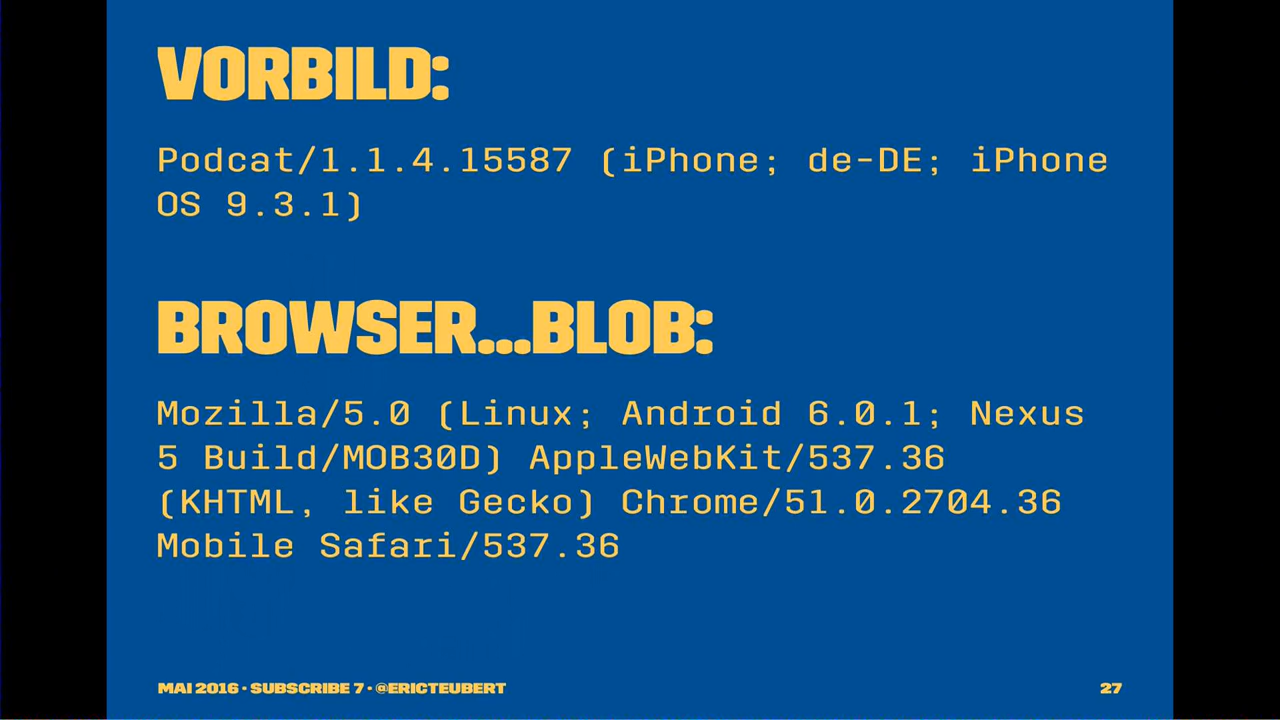 VORBILD:
Podcat/1.1.4.15587 (iPhone; de-DE; iPhone
OS 9.3.1)
BROWSER...BLOB:
Mozilla/5.0 (Linux; Android 6.0.1; Nexus
5 Build/MOB30D) AppleWebKit/537.36
(KHTML, like Gecko) Chrome/51.0.2704.36
Mobile Safari/537.36
MAI 2016 · SUBSCRIBE 7 · @ERICTEUBERT
27